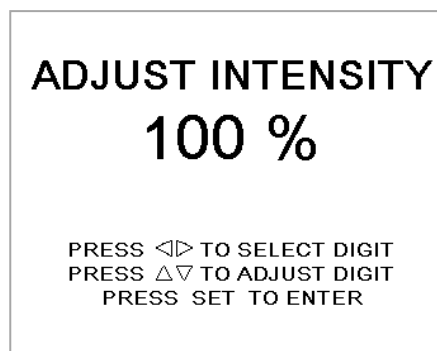 ADJUST INTENSITY
100 %
PRESS ◁▷ TO SELECT DIGIT
PRESS △▽ TO ADJUST DIGIT
PRESS SET TO ENTER